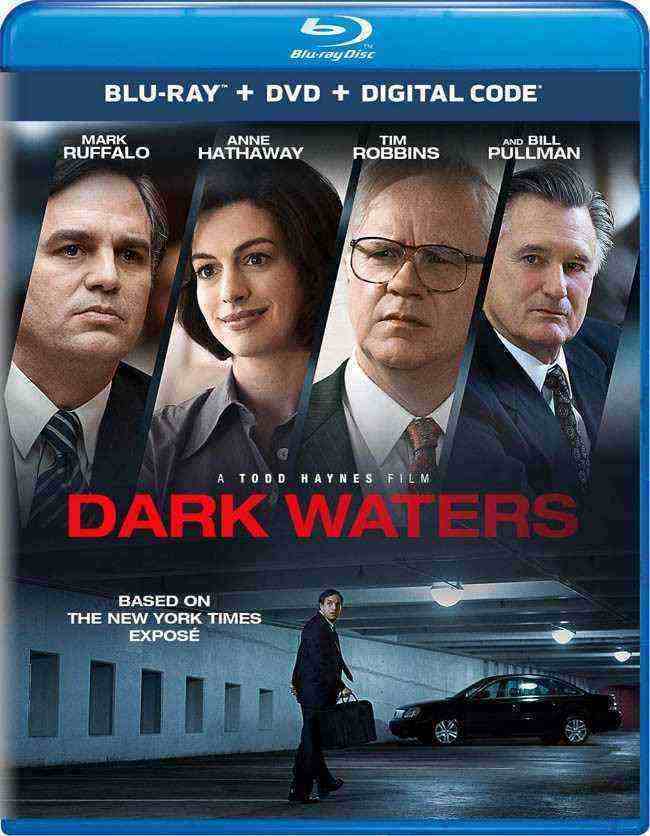 Blu-ray Disc™
BLU-RAY™ + DVD + DIGITAL CODE*
MARK RUFFALO
ANNE HATHAWAY
TIM ROBBINS
AND BILL PULLMAN
A TODD HAYNES FILM
DARK WATERS
BASED ON
THE NEW YORK TIMES
EXPOSÉ